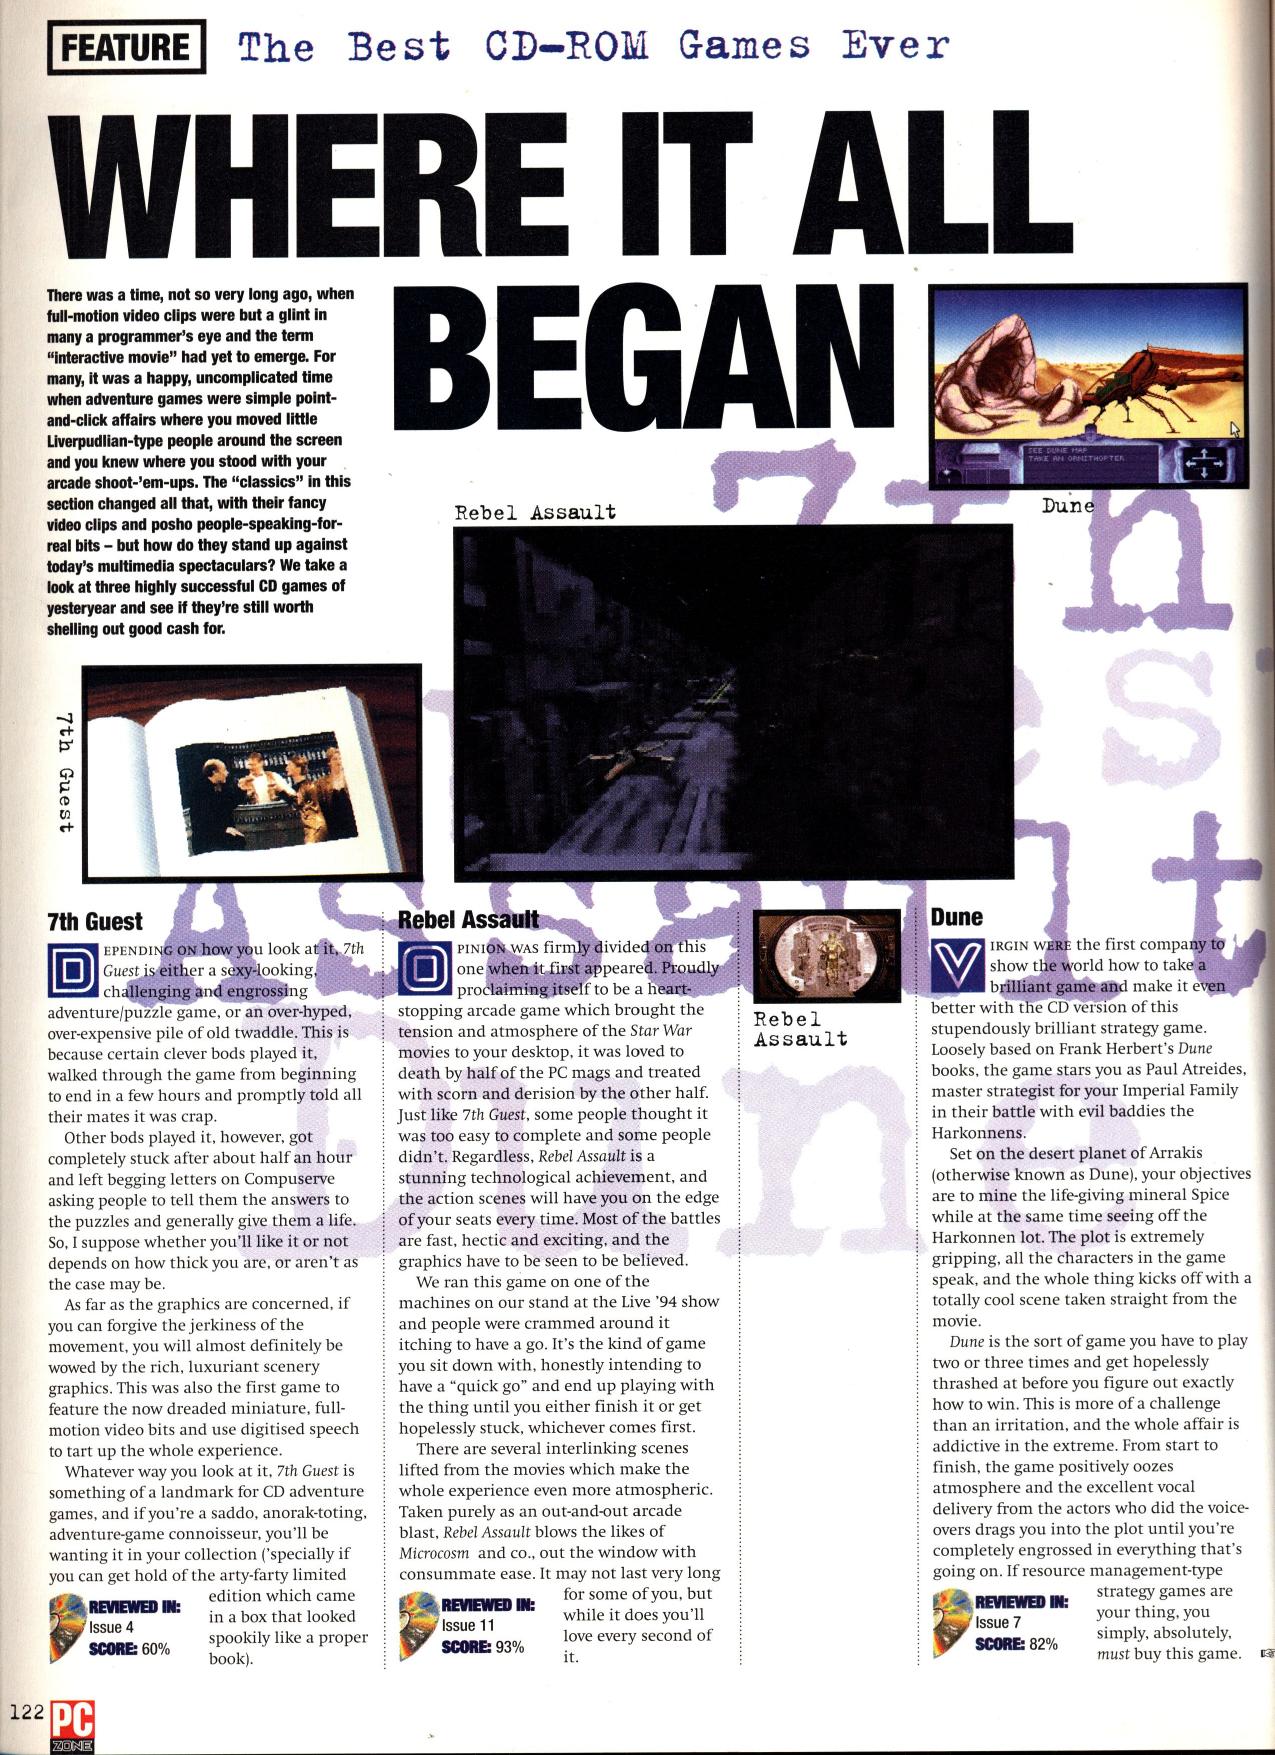 FEATURE The Best CD-ROM Games Ever
WHERE IT ALL
BEGAN
There was a time, not so very long ago, when
full-motion video clips were but a glint in
many a programmer's eye and the term
"interactive movie" had yet to emerge. For
many, it was a happy, uncomplicated time
when adventure games were simple point-
and-click affairs where you moved little
Liverpudlian-type people around the screen
and you knew where you stood with your
arcade shoot-'em-ups. The "classics" in this
section changed all that, with their fancy
video clips and posho people-speaking-for-
real bits – but how do they stand up against
today's multimedia spectaculars? We take a
look at three highly successful CD games of
yesteryear and see if they're still worth
shelling out good cash for.
SEE DUNE MAP
TAKE AN ORNITHOPTER
Dune
Rebel Assault
7th Guest
7th Guest
DEPENDING ON how you look at it, 7th
Guest is either a sexy-looking,
challenging and engrossing
adventure/puzzle game, or an over-hyped,
over-expensive pile of old twaddle. This is
because certain clever bods played it,
walked through the game from beginning
to end in a few hours and promptly told all
their mates it was crap.
Other bods played it, however, got
completely stuck after about half an hour
and left begging letters on Compuserve
asking people to tell them the answers to
the puzzles and generally give them a life.
So, I suppose whether you'll like it or not
depends on how thick you are, or aren't as
the case may be.
As far as the graphics are concerned, if
you can forgive the jerkiness of the
movement, you will almost definitely be
wowed by the rich, luxuriant scenery
graphics. This was also the first game to
feature the now dreaded miniature, full-
motion video bits and use digitised speech
to tart up the whole experience.
Whatever way you look at it, 7th Guest is
something of a landmark for CD adventure
games, and if you're a saddo, anorak-toting,
adventure-game connoisseur, you'll be
wanting it in your collection ('specially if
you can get hold of the arty-farty limited
edition which came
in a box that looked
spookily like a proper
book).
REVIEWED IN:
Issue 4
SCORE: 60%
Rebel Assault
OPINION WAS firmly divided on this
one when it first appeared. Proudly
proclaiming itself to be a heart-
stopping arcade game which brought the
tension and atmosphere of the Star War
movies to your desktop, it was loved to
death by half of the PC mags and treated
with scorn and derision by the other half.
Just like 7th Guest, some people thought it
was too easy to complete and some people
didn't. Regardless, Rebel Assault is a
stunning technological achievement, and
the action scenes will have you on the edge
of your seats every time. Most of the battles
are fast, hectic and exciting, and the
graphics have to be seen to be believed.
We ran this game on one of the
machines on our stand at the Live '94 show
and people were crammed around it
itching to have a go. It's the kind of game
you sit down with, honestly intending to
have a "quick go" and end up playing with
the thing until you either finish it or get
hopelessly stuck, whichever comes first.
There are several interlinking scenes
lifted from the movies which make the
whole experience even more atmospheric.
Taken purely as an out-and-out arcade
blast, Rebel Assault blows the likes of
Microcosm and co., out the window with
consummate ease. It may not last very long
for some of you, but
while it does you'll
love every second of
it.
REVIEWED IN:
Issue 11
SCORE: 93%
Rebel
Assault
Dune
VIRGIN WERE the first company to
show the world how to take a
brilliant game and make it even
better with the CD version of this
stupendously brilliant strategy game.
Loosely based on Frank Herbert's Dune
books, the game stars you as Paul Atreides,
master strategist for your Imperial Family
in their battle with evil baddies the
Harkonnens.
Set on the desert planet of Arrakis
(otherwise known as Dune), your objectives
are to mine the life-giving mineral Spice
while at the same time seeing off the
Harkonnen lot. The plot is extremely
gripping, all the characters in the game
speak, and the whole thing kicks off with a
totally cool scene taken straight from the
movie.
Dune is the sort of game you have to play
two or three times and get hopelessly
thrashed at before you figure out exactly
how to win. This is more of a challenge
than an irritation, and the whole affair is
addictive in the extreme. From start to
finish, the game positively oozes
atmosphere and the excellent vocal
delivery from the actors who did the voice-
overs drags you into the plot until you're
completely engrossed in everything that's
going on. If resource management-type
strategy games are
your thing, you
simply, absolutely,
must buy this game.
REVIEWED IN:
Issue 7
SCORE: 82%
122 PC
ZONE